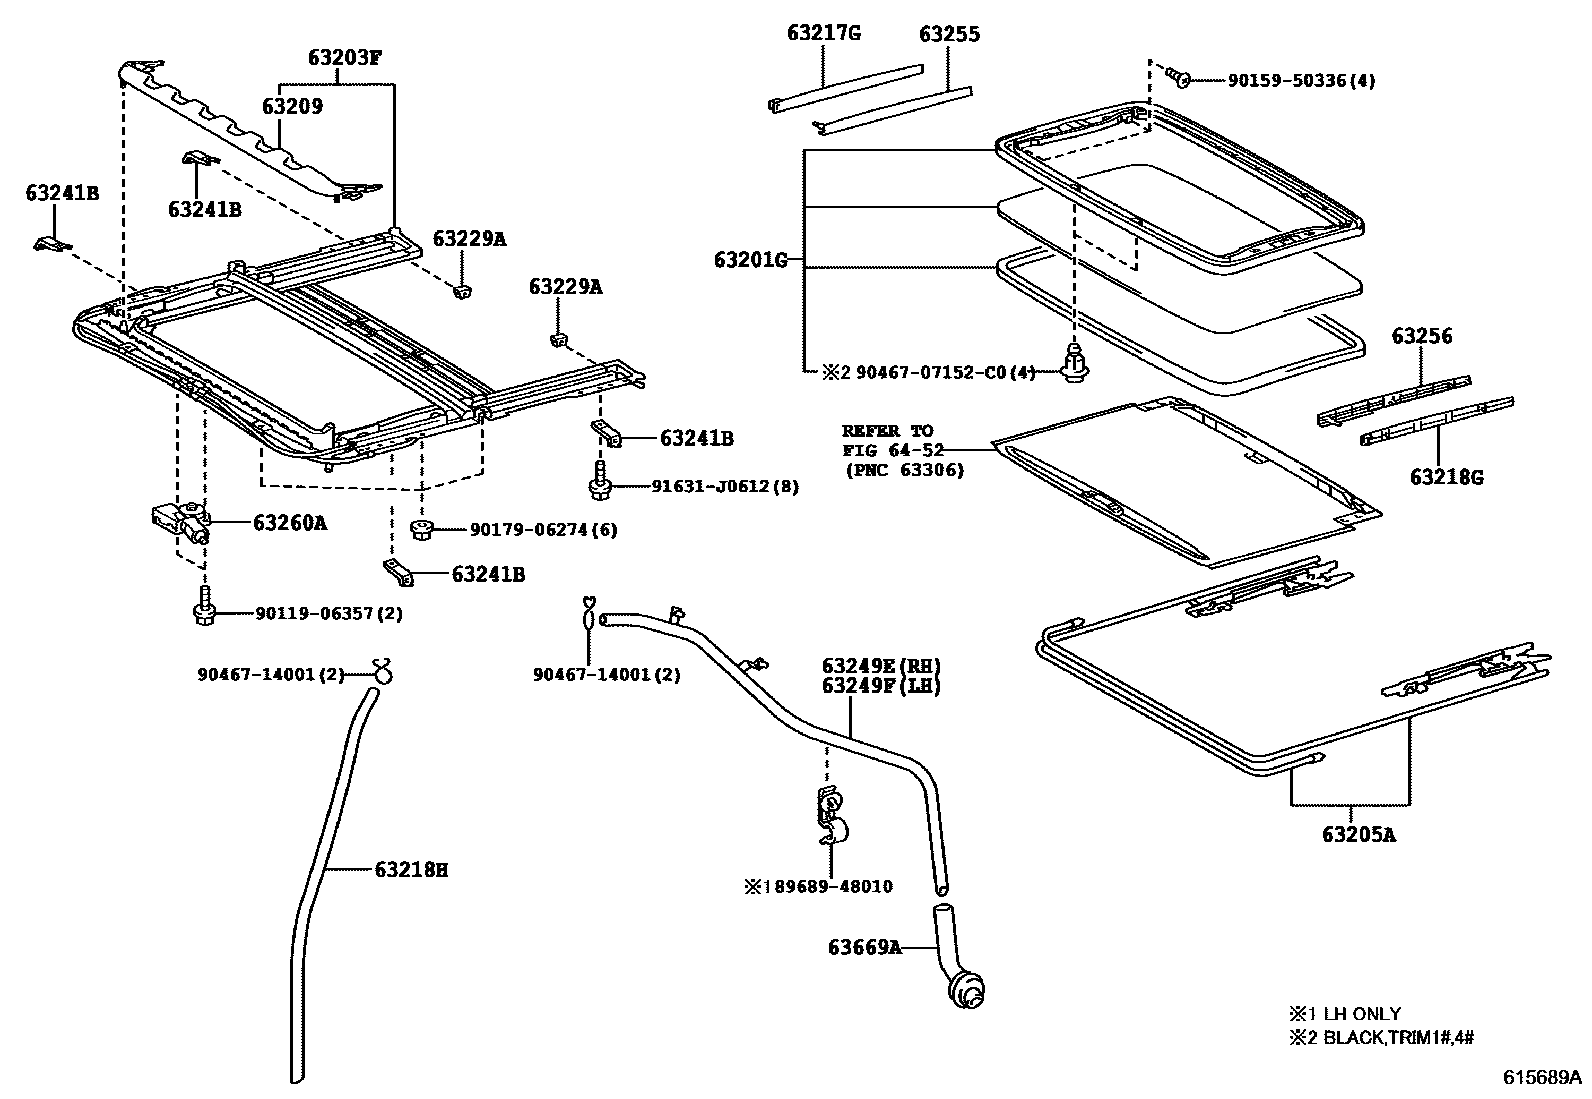 63217G
63255
63203F
90159-50336(4)
63209
63241B
63241B
63229A
63201G
63229A
63256
※2 90467-07152-C0(4)
REFER TO
FIG 64-52
(PNC 63306)
63241B
63218G
91631-J0612(8)
63260A
90179-06274(6)
63241B
90119-06357(2)
90467-14001(2)
90467-14001(2)
63249E(RH)
63249F(LH)
63205A
63218H
※189689-48010
63669A
※1 LH ONLY
※2 BLACK,TRIM1#,4#
615689A